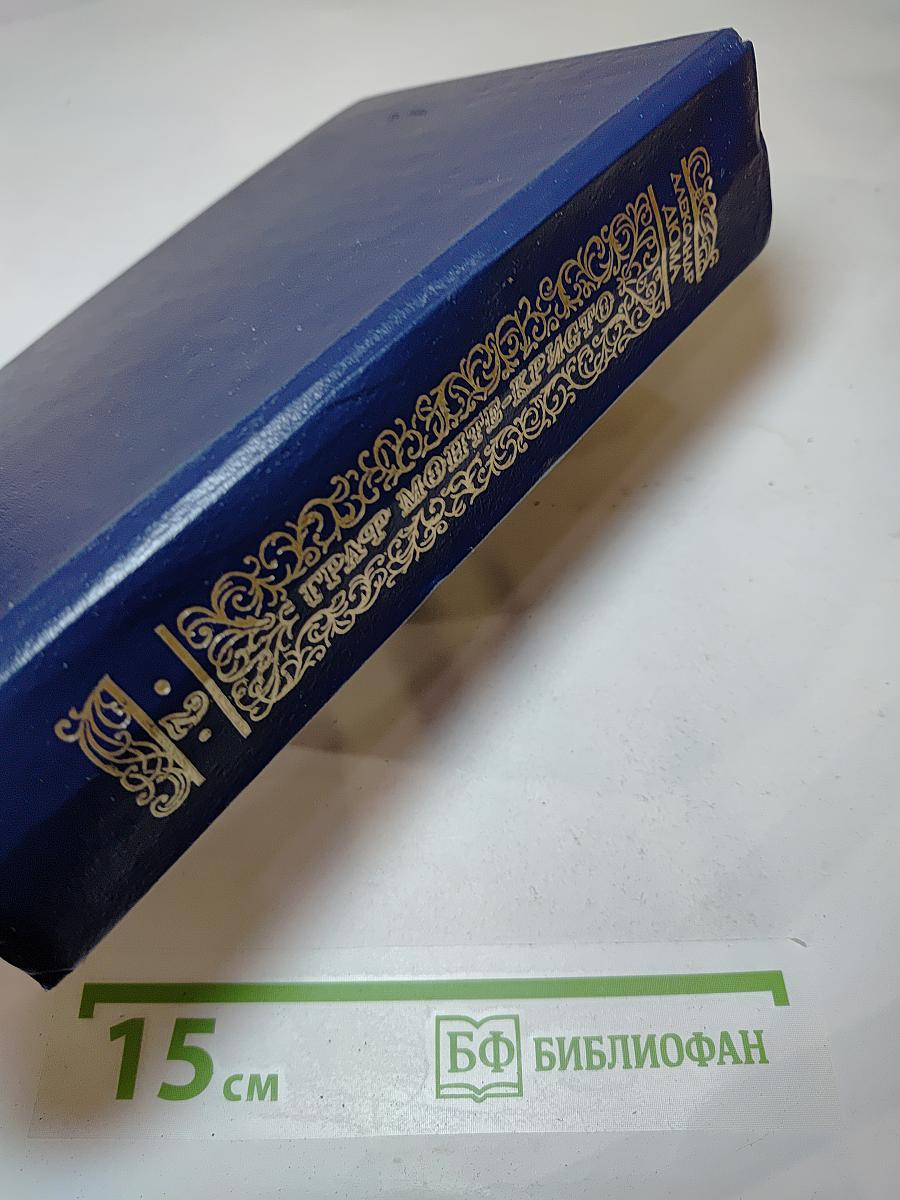 АЛЕКСАНДР
ДЮМА
ГРАФ МОНТЕ-КРИСТО
· 2 ·
15 см
БФ БИБЛИОФАН